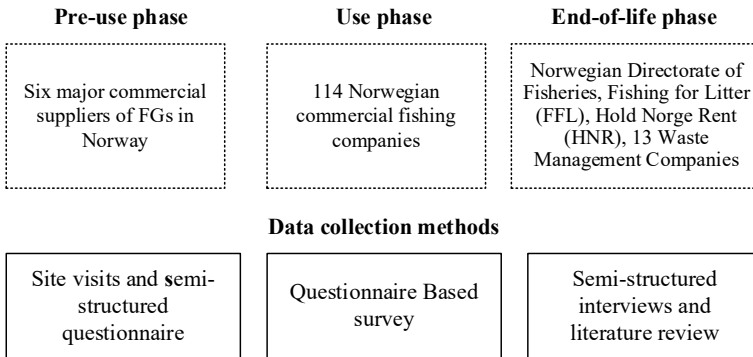 Pre-use phase
Use phase
End-of-life phase
Six major commercial
suppliers of FGs in
Norway
114 Norwegian
commercial fishing
companies
Norwegian Directorate of
Fisheries, Fishing for Litter
(FFL), Hold Norge Rent
(HNR), 13 Waste
Management Companies
Data collection methods
Site visits and semi-
structured
questionnaire
Questionnaire Based
survey
Semi-structured
interviews and
literature review